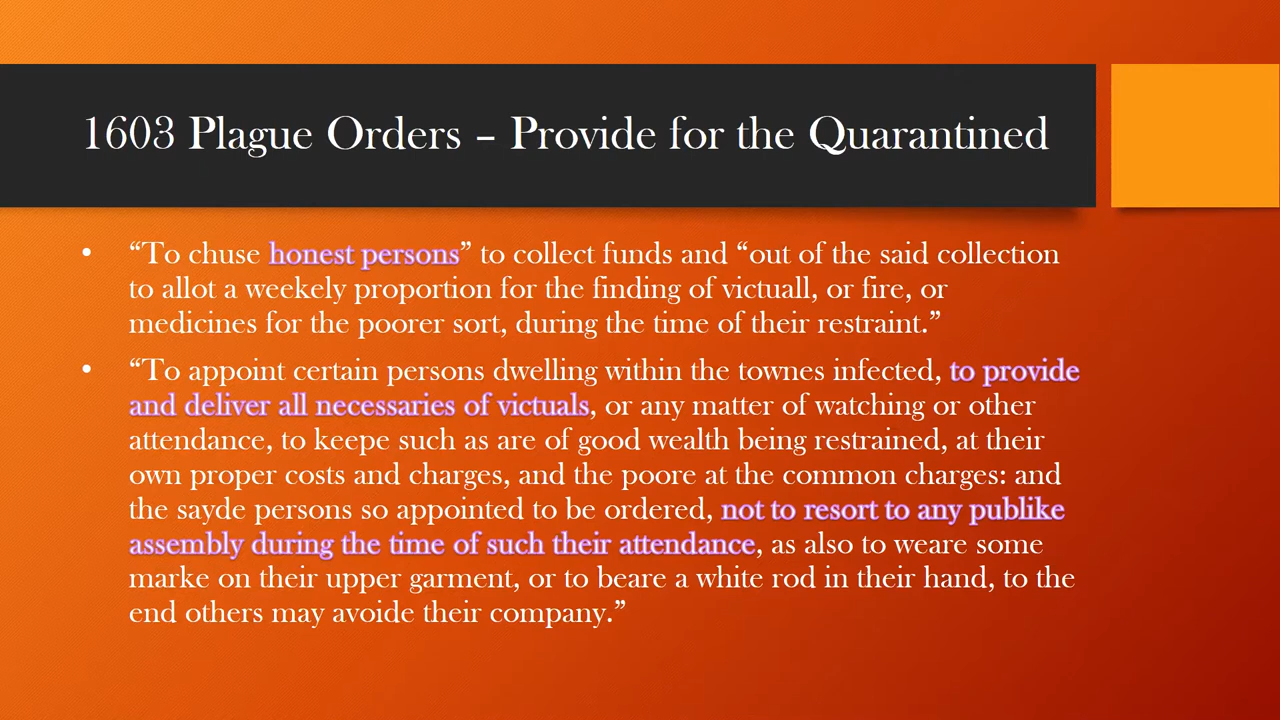 1603 Plague Orders – Provide for the Quarantined
• “To chuse honest persons” to collect funds and “out of the said collection
to allot a weekely proportion for the finding of victuall, or fire, or
medicines for the poorer sort, during the time of their restraint.”
• “To appoint certain persons dwelling within the townes infected, to provide
and deliver all necessaries of victuals, or any matter of watching or other
attendance, to keepe such as are of good wealth being restrained, at their
own proper costs and charges, and the poore at the common charges: and
the sayde persons so appointed to be ordered, not to resort to any publike
assembly during the time of such their attendance, as also to weare some
marke on their upper garment, or to beare a white rod in their hand, to the
end others may avoide their company.”